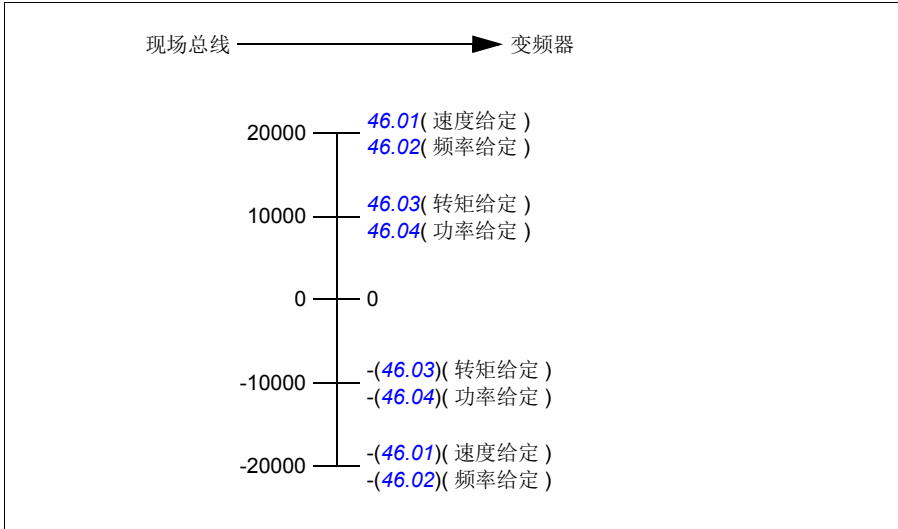 现场总线 变频器
20000 46.01( 速度给定 )
46.02( 频率给定 )
10000 46.03( 转矩给定 )
46.04( 功率给定 )
0 0
-10000 -(46.03)( 转矩给定 )
-(46.04)( 功率给定 )
-20000 -(46.01)( 速度给定 )
-(46.02)( 频率给定 )